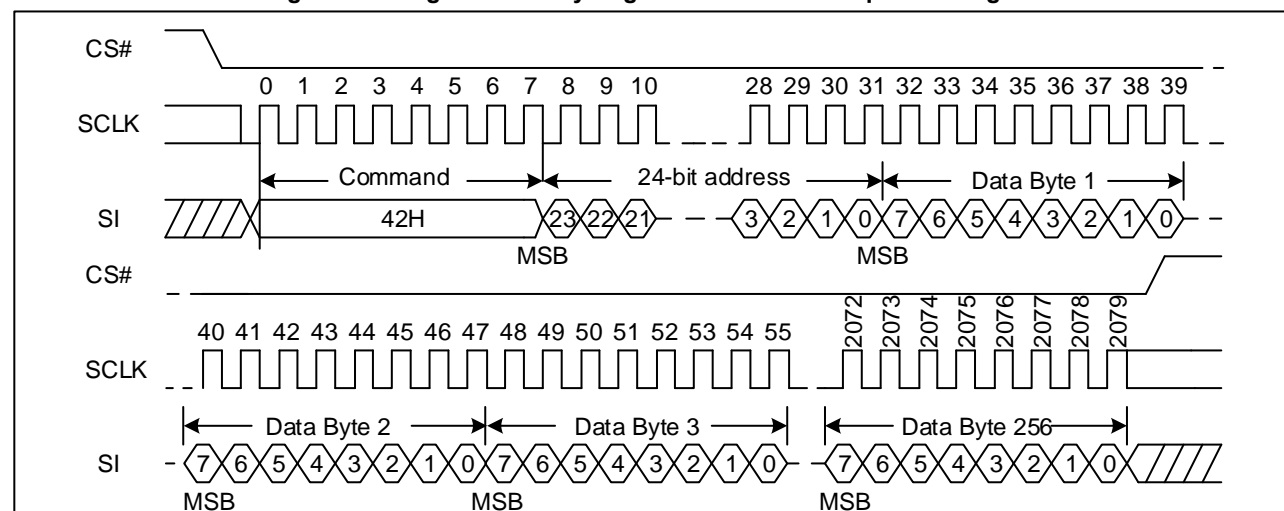 CS#
0 1 2 3 4 5 6 7 8 9 10 28 29 30 31 32 33 34 35 36 37 38 39
SCLK
Command 24-bit address Data Byte 1
SI 42H 23 22 21 3 2 1 0 7 6 5 4 3 2 1 0
MSB MSB
CS#
2072 2073 2074 2075 2076 2077 2078 2079
40 41 42 43 44 45 46 47 48 49 50 51 52 53 54 55
SCLK
Data Byte 2 Data Byte 3 Data Byte 256
SI 7 6 5 4 3 2 1 0 7 6 5 4 3 2 1 0 7 6 5 4 3 2 1 0
MSB MSB MSB